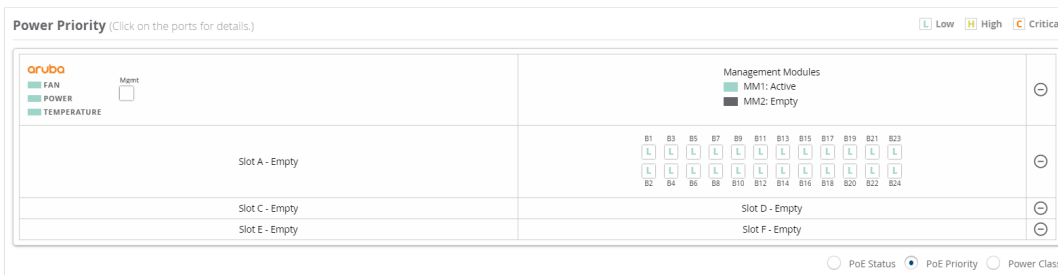 Power Priority (Click on the ports for details.)
L Low H High C Critica
aruba
FAN
POWER
TEMPERATURE
Mgmt
Management Modules
MM1: Active
MM2: Empty
Slot A - Empty
B1 B3 B5 B7 B9 B11 B13 B15 B17 B19 B21 B23
L L L L L L L L L L L L
L L L L L L L L L L L L
B2 B4 B6 B8 B10 B12 B14 B16 B18 B20 B22 B24
Slot C - Empty
Slot D - Empty
Slot E - Empty
Slot F - Empty
PoE Status PoE Priority Power Clas